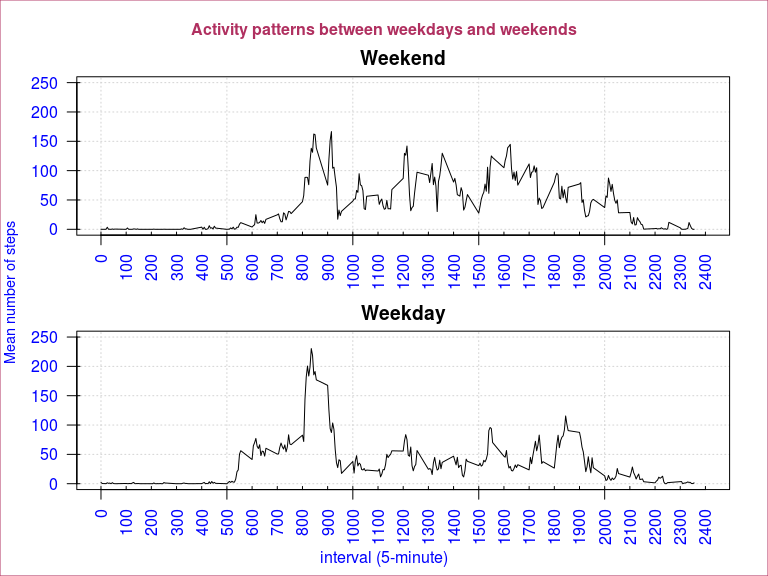 Activity patterns between weekdays and weekends
Weekend
250
200
150
100
50
0
0 100 200 300 400 500 600 700 800 900 1000 1100 1200 1300 1400 1500 1600 1700 1800 1900 2000 2100 2200 2300 2400
Mean number of steps
Weekday
250
200
150
100
50
0
0 100 200 300 400 500 600 700 800 900 1000 1100 1200 1300 1400 1500 1600 1700 1800 1900 2000 2100 2200 2300 2400
interval (5-minute)